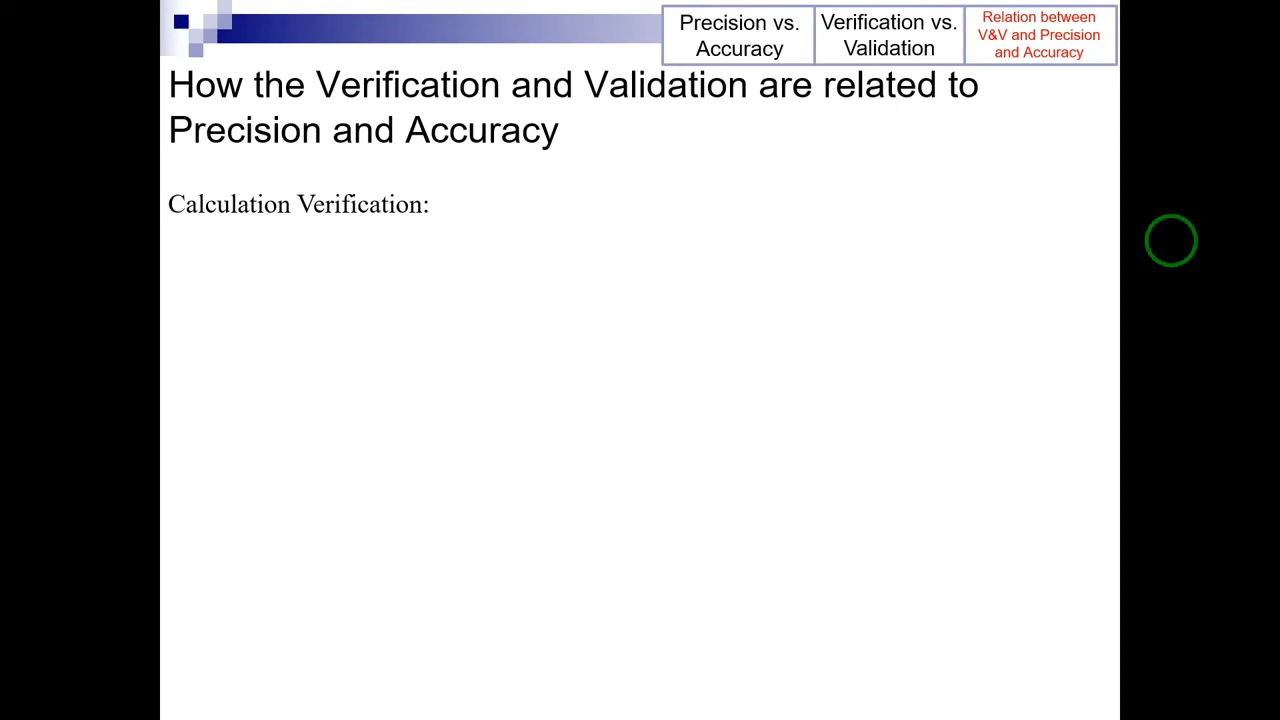 Precision vs.
Accuracy
Verification vs.
Validation
Relation between
V&V and Precision
and Accuracy
How the Verification and Validation are related to
Precision and Accuracy
Calculation Verification: